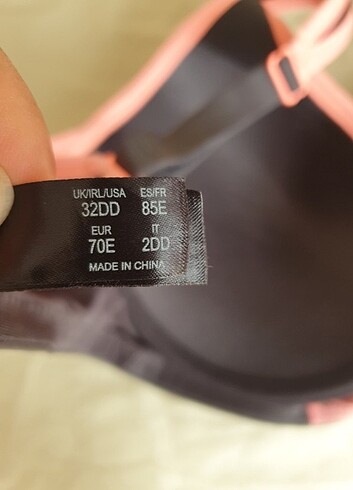 UK/IRL/USA ES/FR
32DD 85E
EUR IT
70E 2DD
MADE IN CHINA